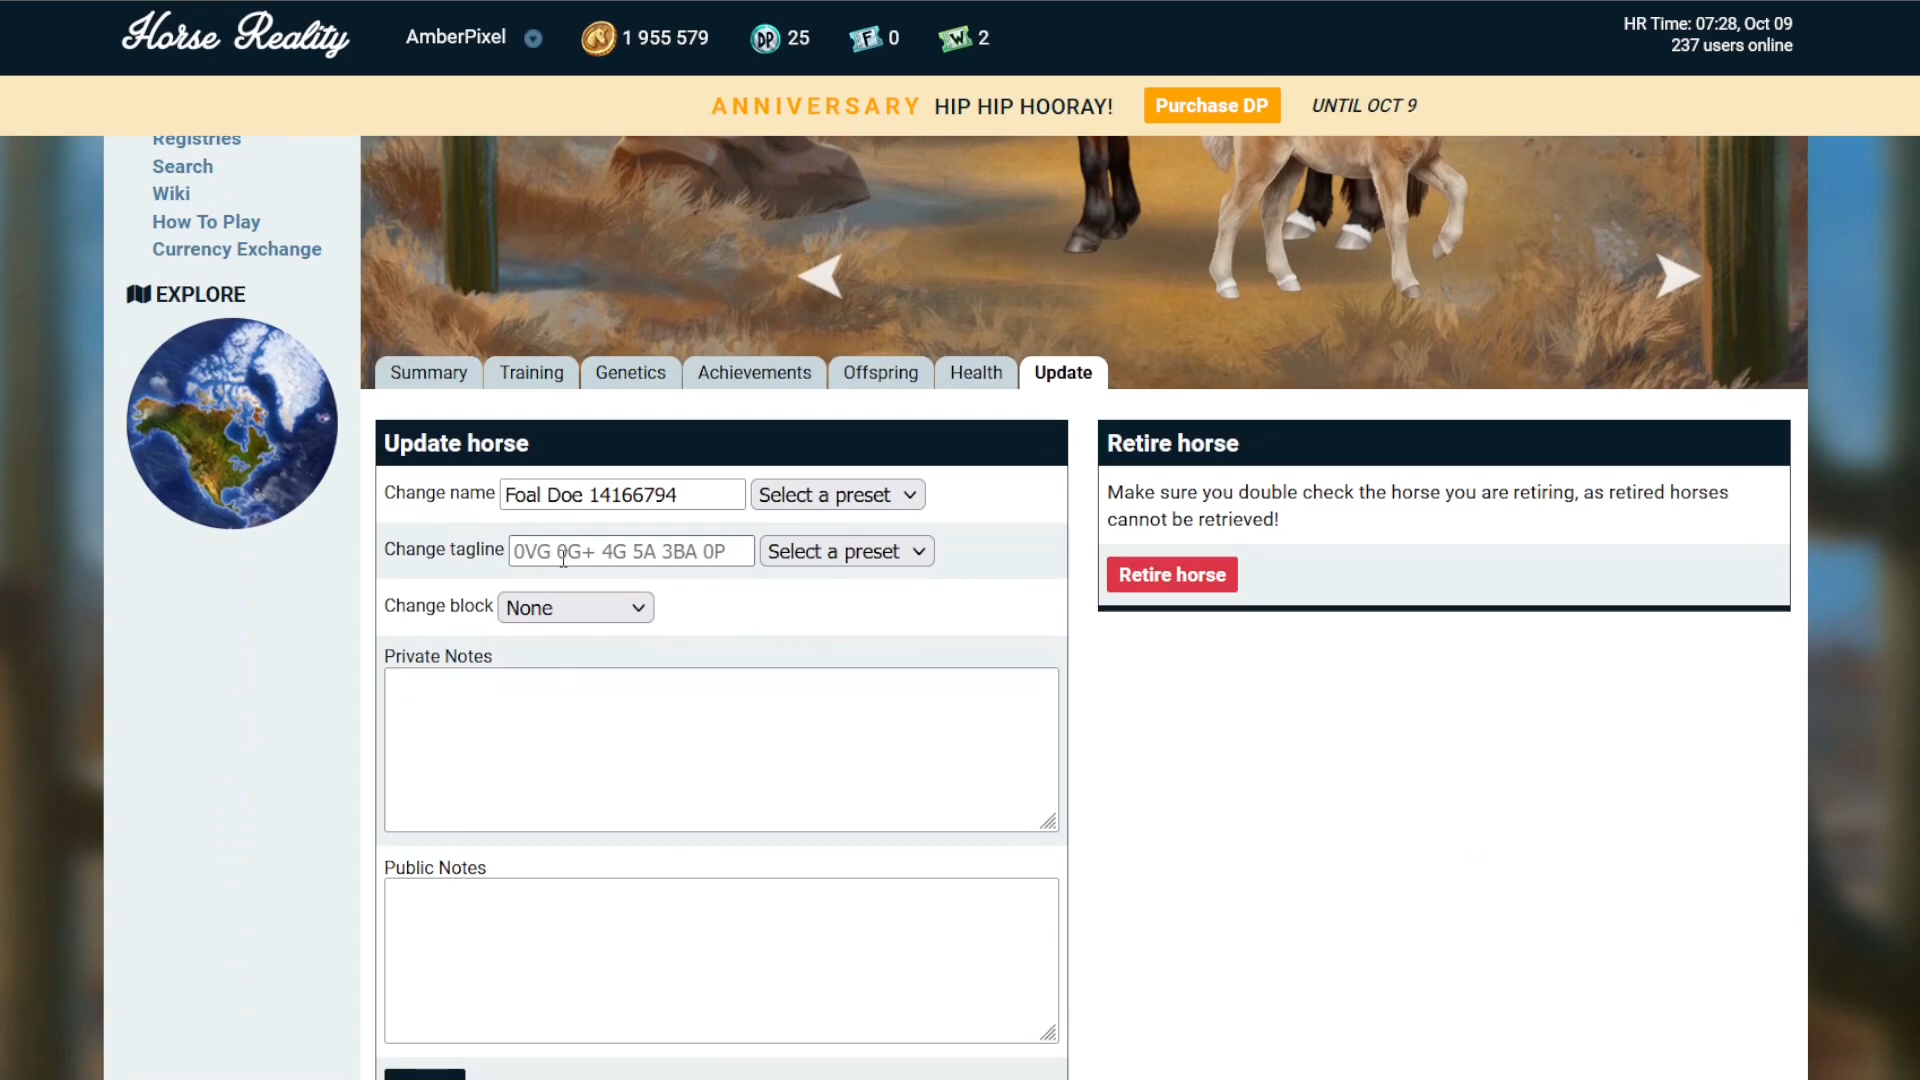 Horse Reality
AmberPixel
1 955 579
DP
25
F
0
W
2
HR Time: 07:28, Oct 09
237 users online
ANNIVERSARY HIP HIP HOORAY!
Purchase DP
UNTIL OCT 9
Registries
Search
Wiki
How To Play
Currency Exchange
EXPLORE
Summary
Training
Genetics
Achievements
Offspring
Health
Update
Update horse
Change name
Foal Doe 14166794
Select a preset
Change tagline
0VG 0G+ 4G 5A 3BA 0P
Select a preset
Change block
None
Private Notes
Public Notes
Retire horse
Make sure you double check the horse you are retiring, as retired horses
cannot be retrieved!
Retire horse